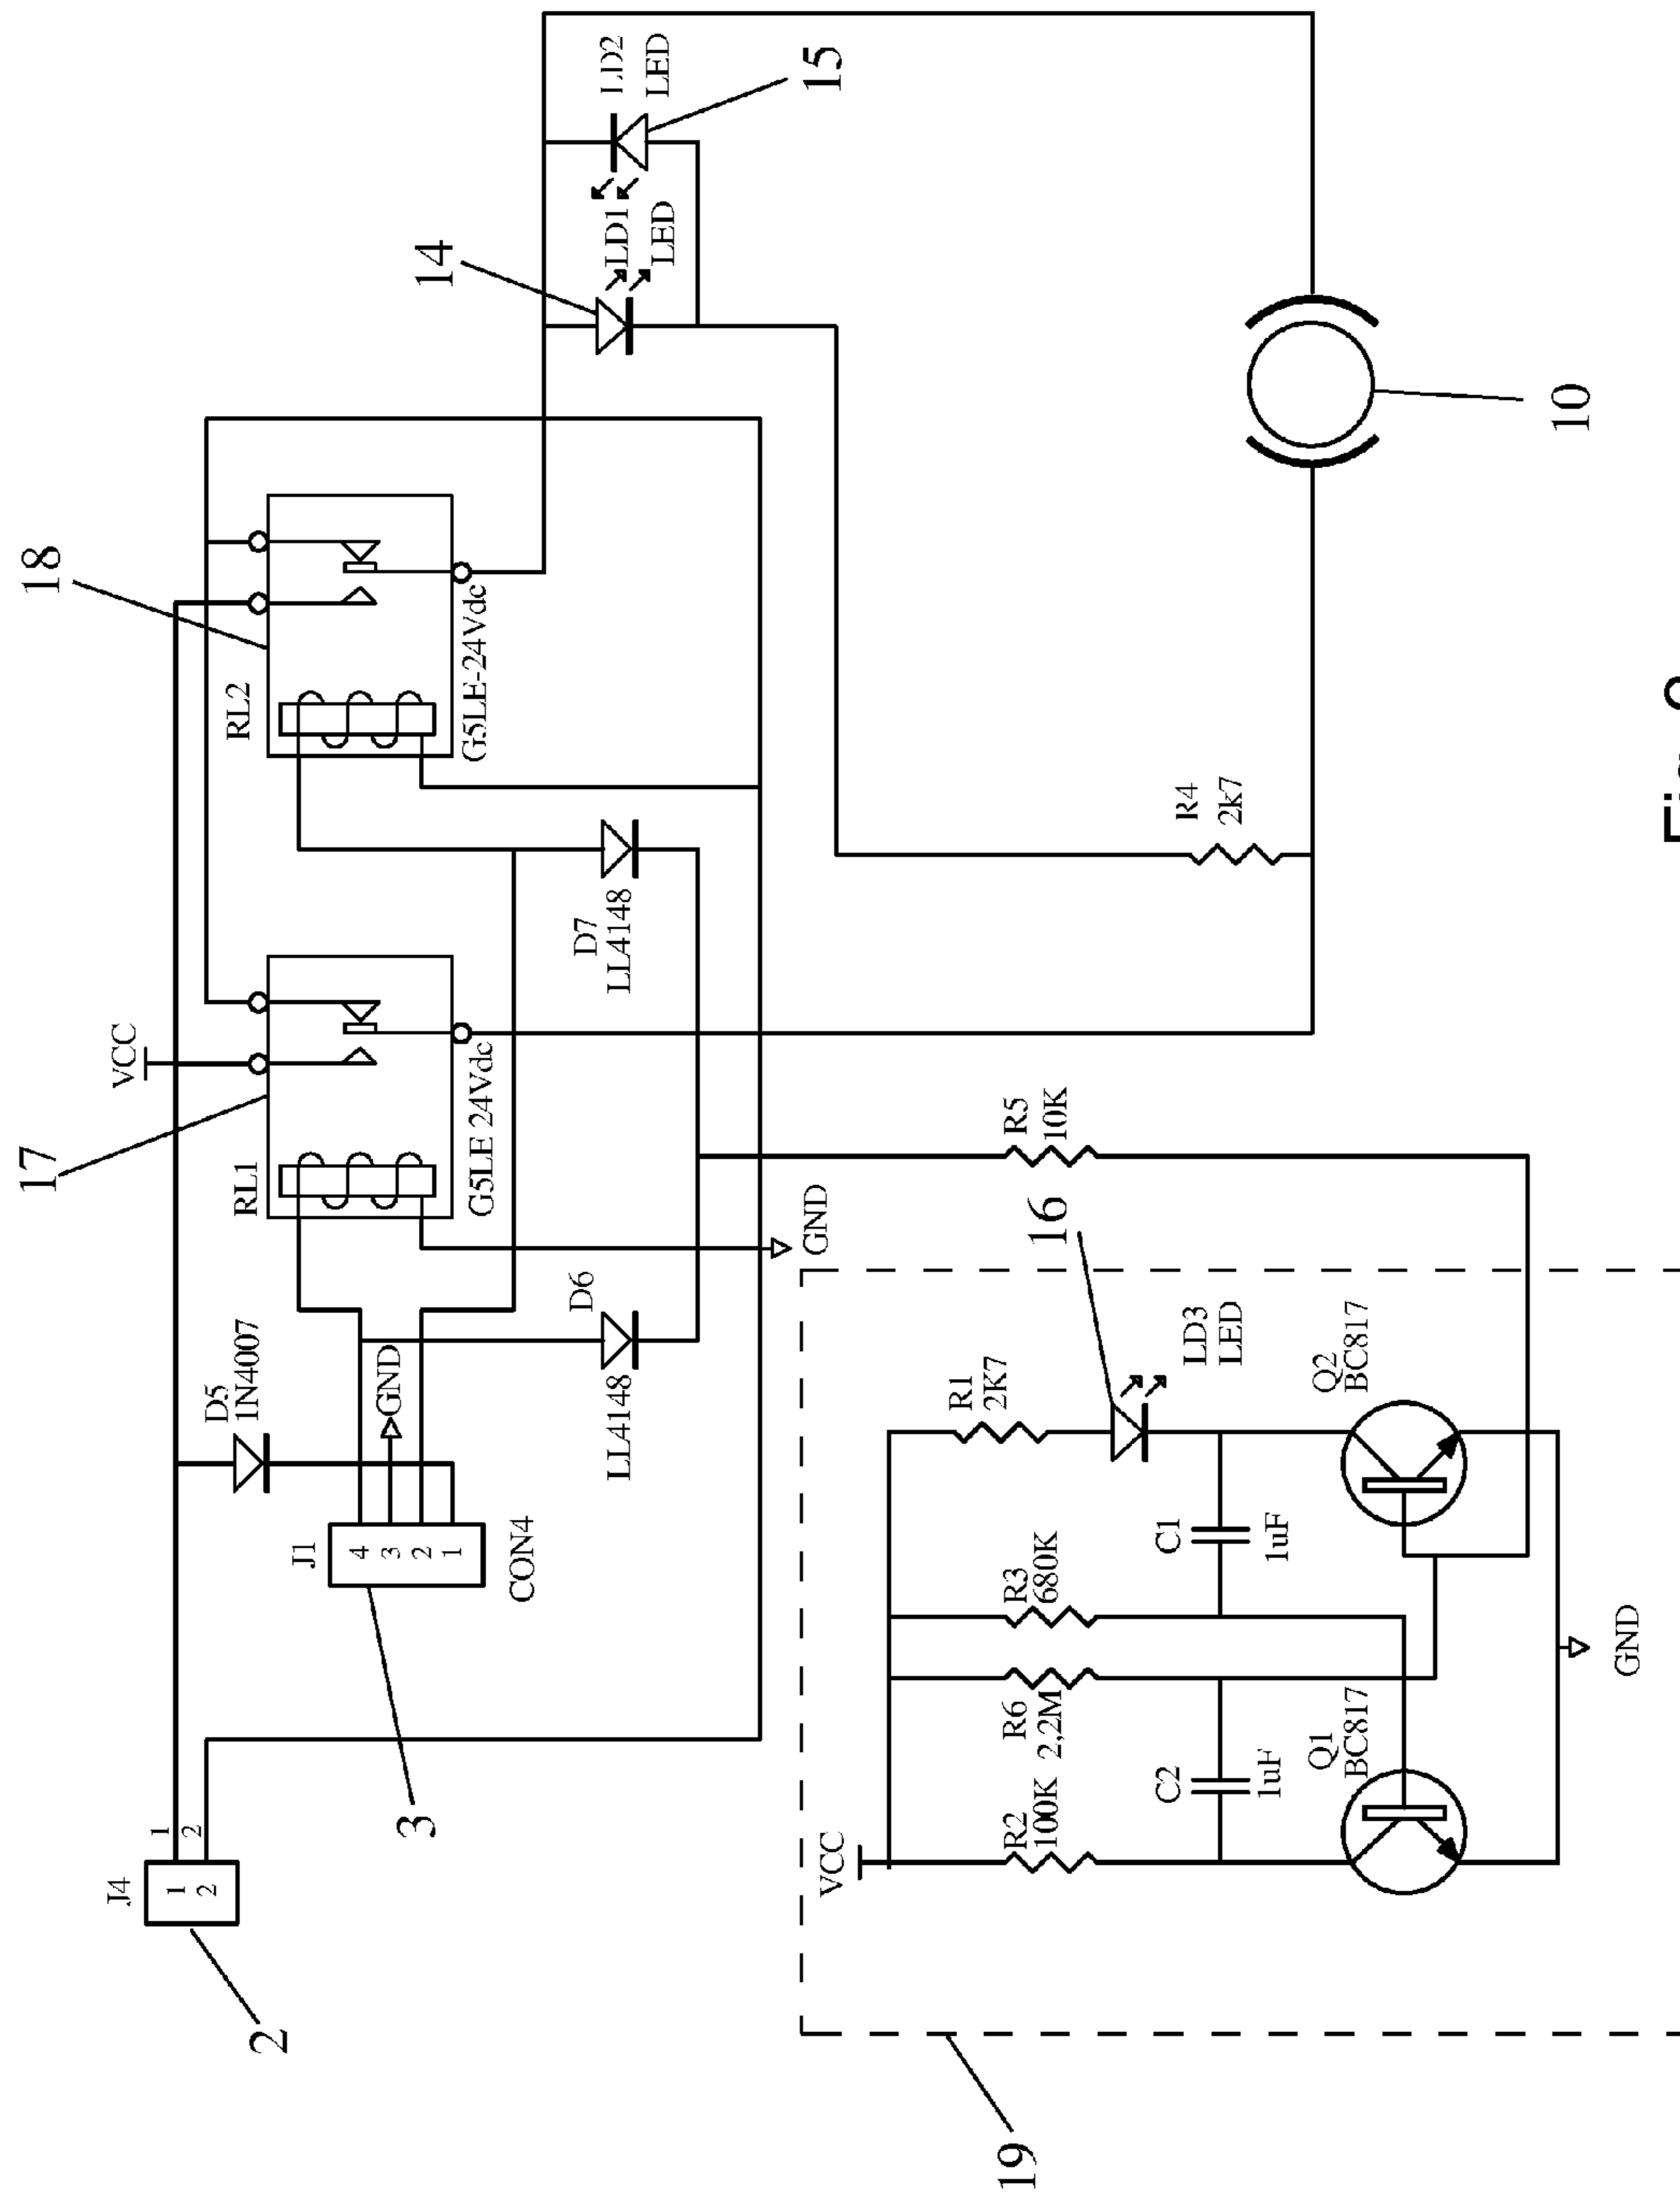 J4
1
2
1
2
2
D5
1N4007
J1
4
3
2
1
CON4
3
GND
VCC
17
RL1
G5LE 24Vdc
18
RL2
G5LE-24Vdc
D6
LL4148
D7
LL4148
GND
14
LD1
LED
LD2
LED
15
R5
10K
R4
2k7
10
19
VCC
R2
100K
R6
2,2M
R3
680K
R1
2K7
16
LD3
LED
C2
1uF
C1
1uF
Q1
BC817
Q2
BC817
GND